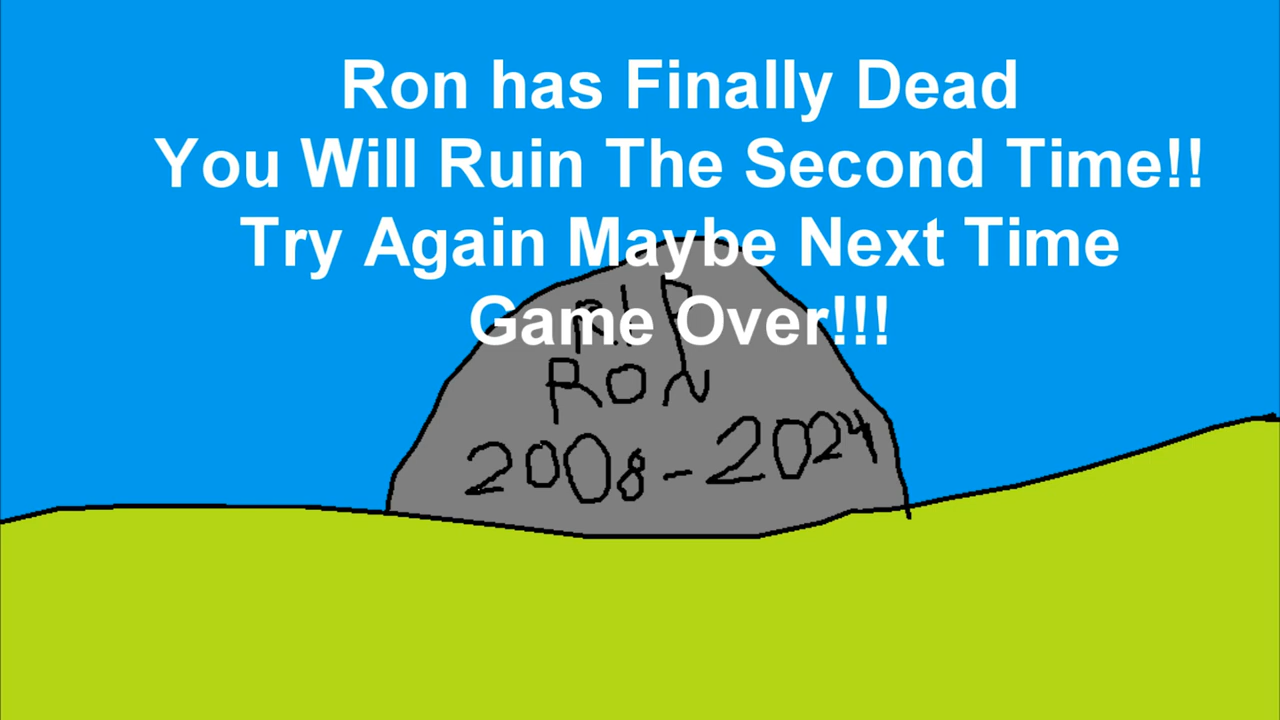 Ron has Finally Dead
You Will Ruin The Second Time!!
Try Again Maybe Next Time
Game Over!!!
R.I.P
RON
2008-2024